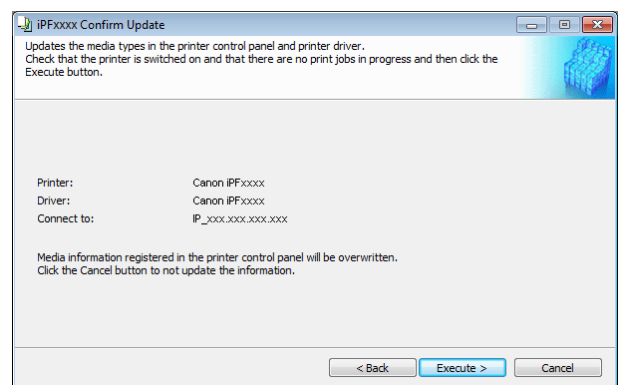 iPFxxxx Confirm Update
Updates the media types in the printer control panel and printer driver.
Check that the printer is switched on and that there are no print jobs in progress and then click the
Execute button.
Printer: Canon iPFxxxx
Driver: Canon iPFxxxx
Connect to: IP_xxx.xxx.xxx.xxx
Media information registered in the printer control panel will be overwritten.
Click the Cancel button to not update the information.
< Back Execute > Cancel